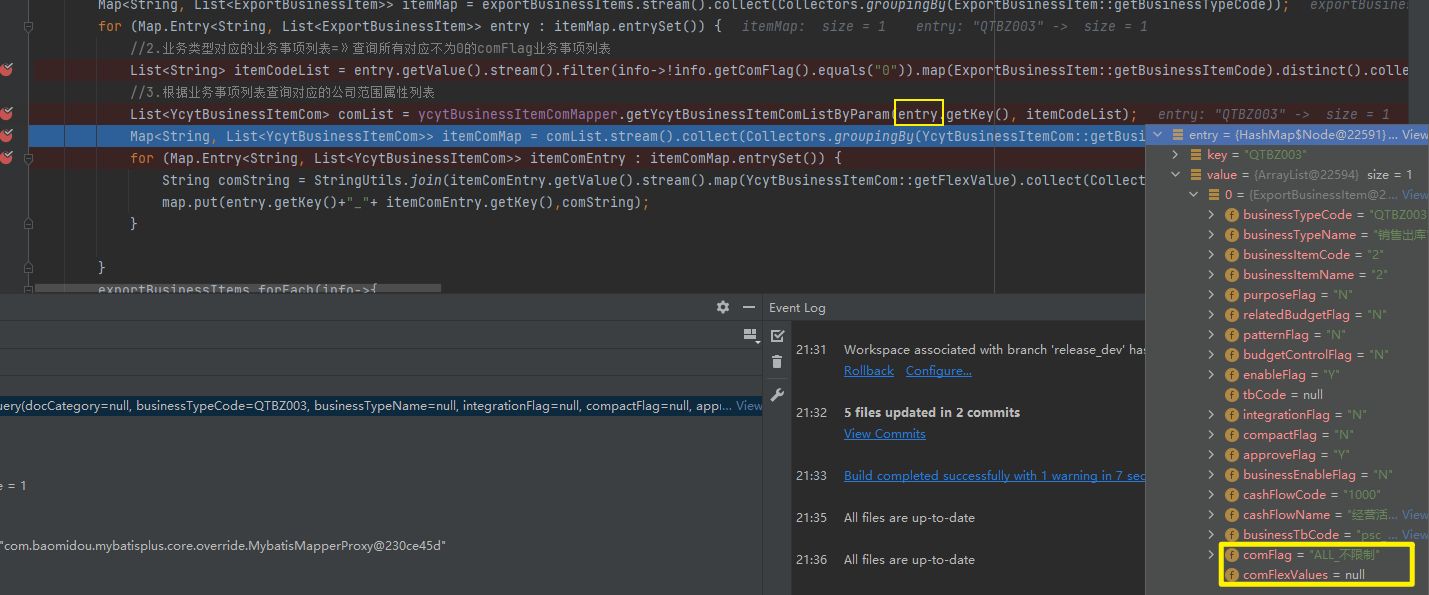 Map<String, List<ExportBusinessItem>> itemMap = exportBusinessItems.stream().collect(Collectors.groupingBy(ExportBusinessItem::getBusinessTypeCode)); exportBusines
for (Map.Entry<String, List<ExportBusinessItem>> entry : itemMap.entrySet()) { itemMap: size = 1 entry: "QTBZ003" -> size = 1
//2.业务类型对应的业务事项列表=》查询所有对应不为0的comFlag业务事项列表
List<String> itemCodeList = entry.getValue().stream().filter(info->!info.getComFlag().equals("0")).map(ExportBusinessItem::getBusinessItemCode).distinct().colle
//3.根据业务事项列表查询对应的公司范围属性列表
List<YcytBusinessItemCom> comList = ycytBusinessItemComMapper.getYcytBusinessItemComListByParam(entry.getKey(), itemCodeList); entry: "QTBZ003" -> size = 1
Map<String, List<YcytBusinessItemCom>> itemComMap = comList.stream().collect(Collectors.groupingBy(YcytBusinessItemCom::getBusi
for (Map.Entry<String, List<YcytBusinessItemCom>> itemComEntry : itemComMap.entrySet()) {
String comString = StringUtils.join(itemComEntry.getValue().stream().map(YcytBusinessItemCom::getFlexValue).collect(Collect
map.put(entry.getKey()+"_"+ itemComEntry.getKey(),comString);
}
}
exportBusinessItems.forEach(info->{
entry = {HashMap$Node@22591} ... View
key = "QTBZ003"
value = {ArrayList@22594} size = 1
0 = {ExportBusinessItem@2... View
businessTypeCode = "QTBZ003
businessTypeName = "销售出库"
businessItemCode = "2"
businessItemName = "2"
purposeFlag = "N"
relatedBudgetFlag = "N"
patternFlag = "N"
budgetControlFlag = "N"
enableFlag = "Y"
tbCode = null
integrationFlag = "N"
compactFlag = "N"
approveFlag = "Y"
businessEnableFlag = "N"
cashFlowCode = "1000"
cashFlowName = "经营活... View
businessTbCode = "psc_... View
comFlag = "ALL_不限制"
comFlexValues = null
uery(docCategory=null, businessTypeCode=QTBZ003, businessTypeName=null, integrationFlag=null, compactFlag=null, appr... View
e = 1
"com.baomidou.mybatisplus.core.override.MybatisMapperProxy@230ce45d"
Event Log
21:31 Workspace associated with branch 'release_dev' has
Rollback Configure...
21:32 5 files updated in 2 commits
View Commits
21:33 Build completed successfully with 1 warning in 7 sec
21:35 All files are up-to-date
21:36 All files are up-to-date